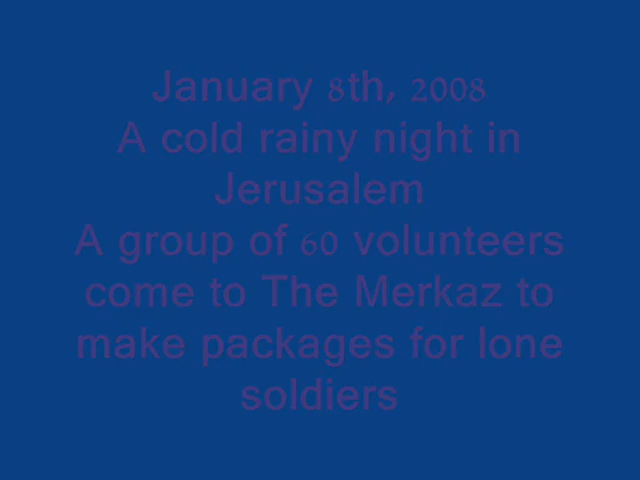 January 8th, 2008
A cold rainy night in
Jerusalem
A group of 60 volunteers
come to The Merkaz to
make packages for lone
soldiers